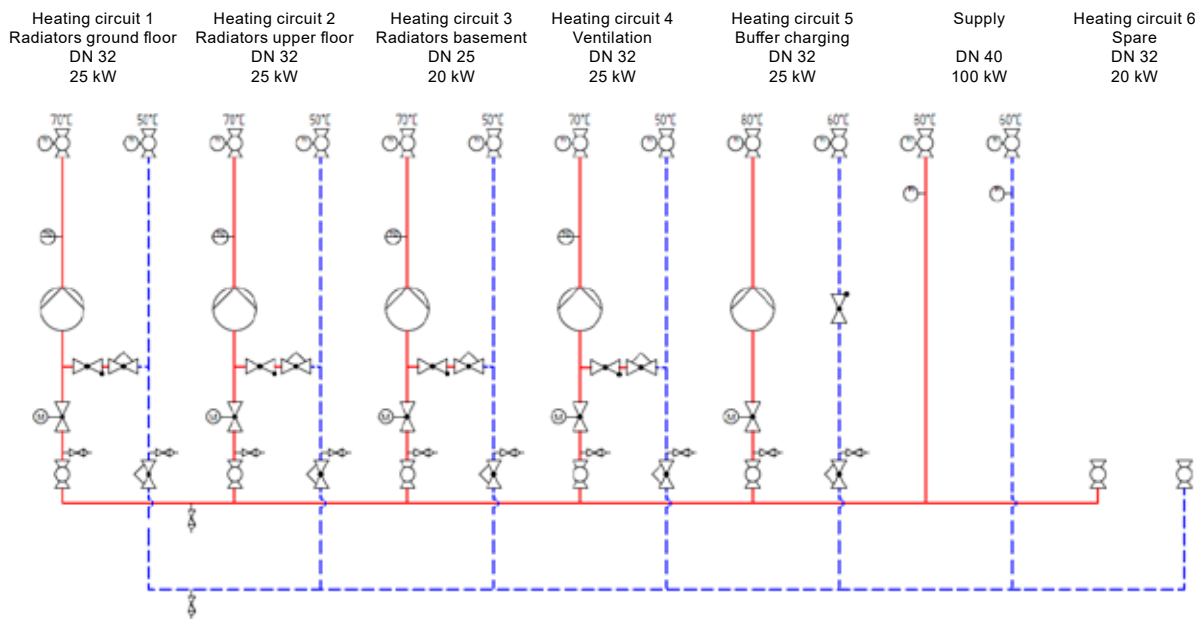 Heating circuit 1
Radiators ground floor
DN 32
25 kW
Heating circuit 2
Radiators upper floor
DN 32
25 kW
Heating circuit 3
Radiators basement
DN 25
20 kW
Heating circuit 4
Ventilation
DN 32
25 kW
Heating circuit 5
Buffer charging
DN 32
25 kW
Supply
DN 40
100 kW
Heating circuit 6
Spare
DN 32
20 kW
70°C
50°C
70°C
50°C
70°C
50°C
70°C
50°C
80°C
60°C
80°C
60°C
M
M
M
M
M